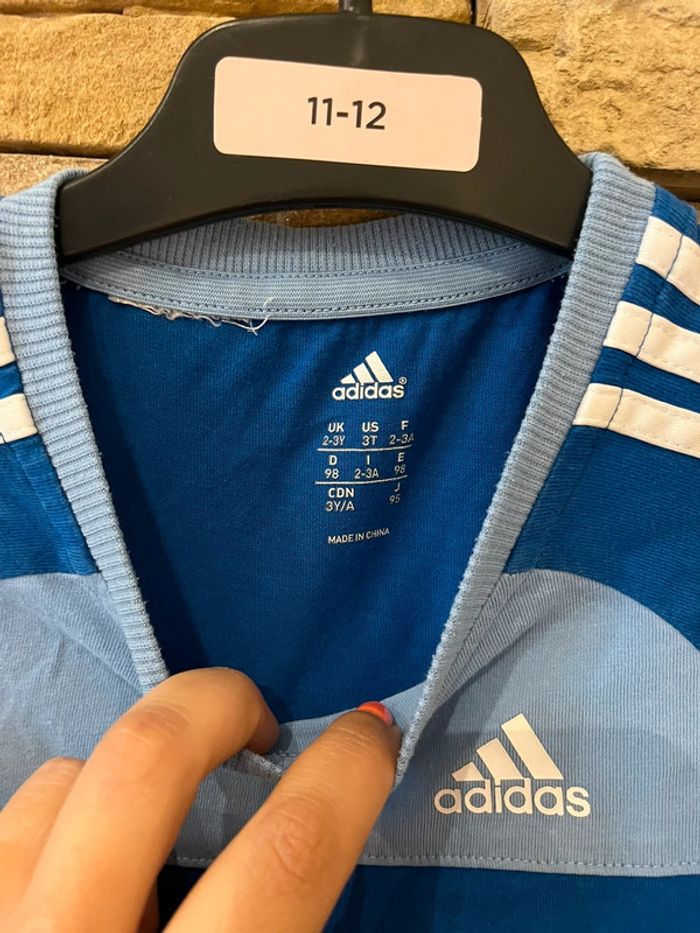 11-12
adidas®
UK US F
2-3Y 3T 2-3A
D I E
98 2-3A 98
CDN J
3Y/A 95
MADE IN CHINA
adidas